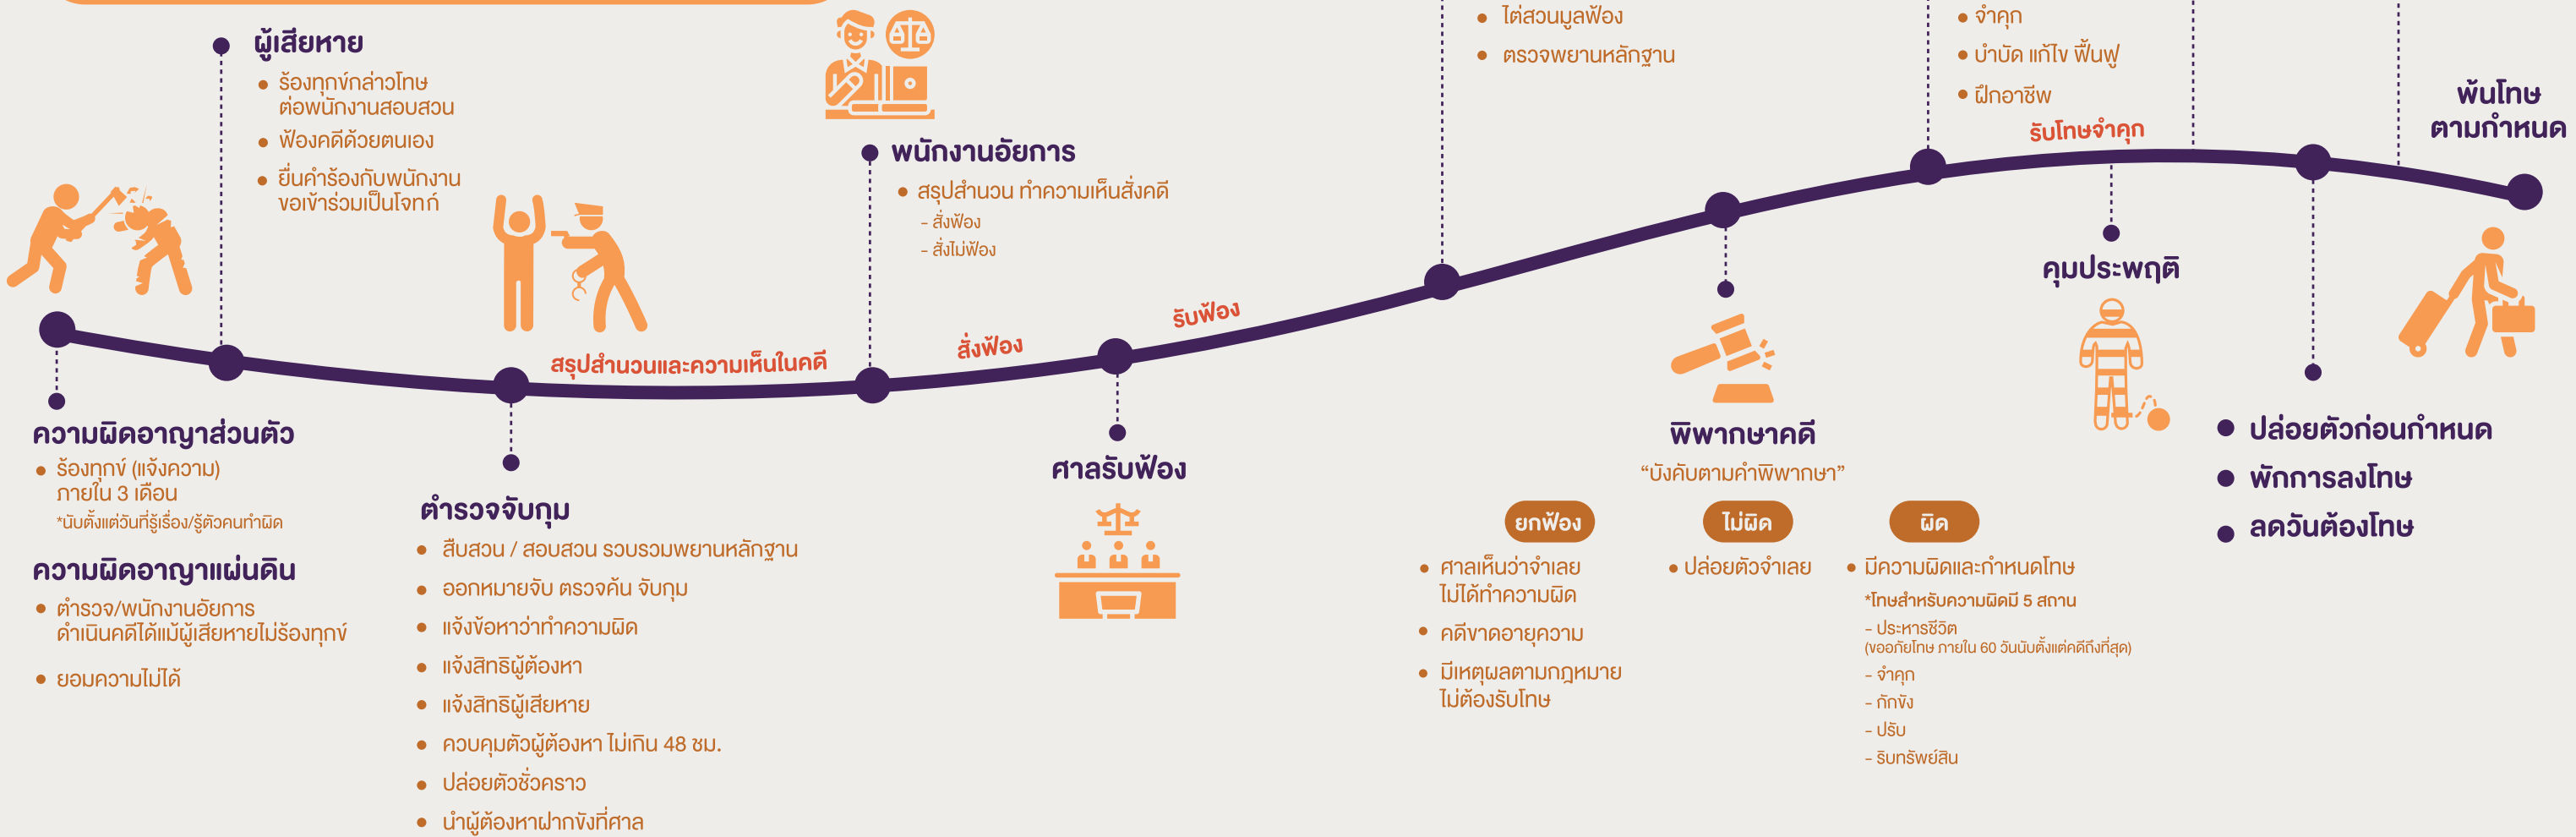 ผู้เสียหาย
ร้องทุกข์กล่าวโทษ
ต่อพนักงานสอบสวน
ฟ้องคดีด้วยตนเอง
ยื่นคำร้องกับพนักงาน
ขอเข้าร่วมเป็นโจทก์
พนักงานอัยการ
สรุปสำนวน ทำความเห็นสั่งคดี
- สั่งฟ้อง
- สั่งไม่ฟ้อง
ไต่สวนมูลฟ้อง
ตรวจพยานหลักฐาน
จำคุก
บำบัด แก้ไข ฟื้นฟู
ฝึกอาชีพ
รับโทษจำคุก
พ้นโทษ
ตามกำหนด
สรุปสำนวนและความเห็นในคดี
สั่งฟ้อง
รับฟ้อง
ความผิดอาญาส่วนตัว
ร้องทุกข์ (แจ้งความ)
ภายใน 3 เดือน
*นับตั้งแต่วันที่รู้เรื่อง/รู้ตัวคนทำผิด
ความผิดอาญาแผ่นดิน
ตำรวจ/พนักงานอัยการ
ดำเนินคดีได้แม้ผู้เสียหายไม่ร้องทุกข์
ยอมความไม่ได้
ตำรวจจับกุม
สืบสวน / สอบสวน รวบรวมพยานหลักฐาน
ออกหมายจับ ตรวจค้น จับกุม
แจ้งข้อหาว่าทำความผิด
แจ้งสิทธิผู้ต้องหา
แจ้งสิทธิผู้เสียหาย
ควบคุมตัวผู้ต้องหา ไม่เกิน 48 ชม.
ปล่อยตัวชั่วคราว
นำผู้ต้องหาฝากขังที่ศาล
ศาลรับฟ้อง
พิพากษาคดี
“บังคับตามคำพิพากษา”
ยกฟ้อง
ศาลเห็นว่าจำเลย
ไม่ได้ทำความผิด
คดีขาดอายุความ
มีเหตุผลตามกฎหมาย
ไม่ต้องรับโทษ
ไม่ผิด
ปล่อยตัวจำเลย
ผิด
มีความผิดและกำหนดโทษ
*โทษสำหรับความผิดมี 5 สถาน
- ประหารชีวิต
(ขออภัยโทษ ภายใน 60 วันนับตั้งแต่คดีถึงที่สุด)
- จำคุก
- กักขัง
- ปรับ
- ริบทรัพย์สิน
คุมประพฤติ
ปล่อยตัวก่อนกำหนด
พักการลงโทษ
ลดวันต้องโทษ